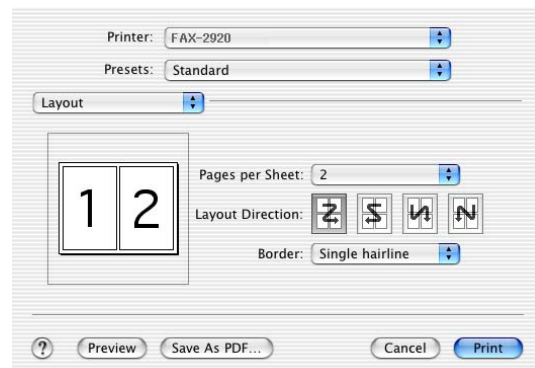 Printer: FAX-2920
Presets: Standard
Layout
1 2
Pages per Sheet: 2
Layout Direction:
Border: Single hairline
? Preview Save As PDF... Cancel Print